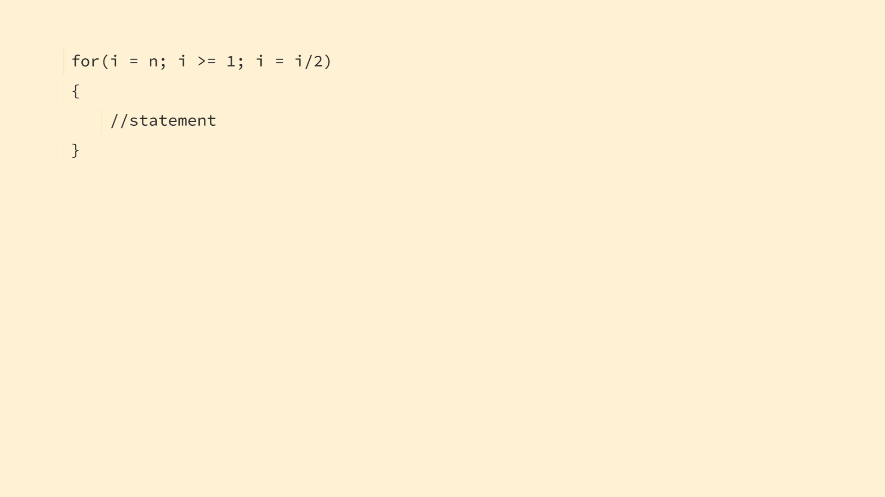 for(i = n; i >= 1; i = i/2)
{
    //statement
}